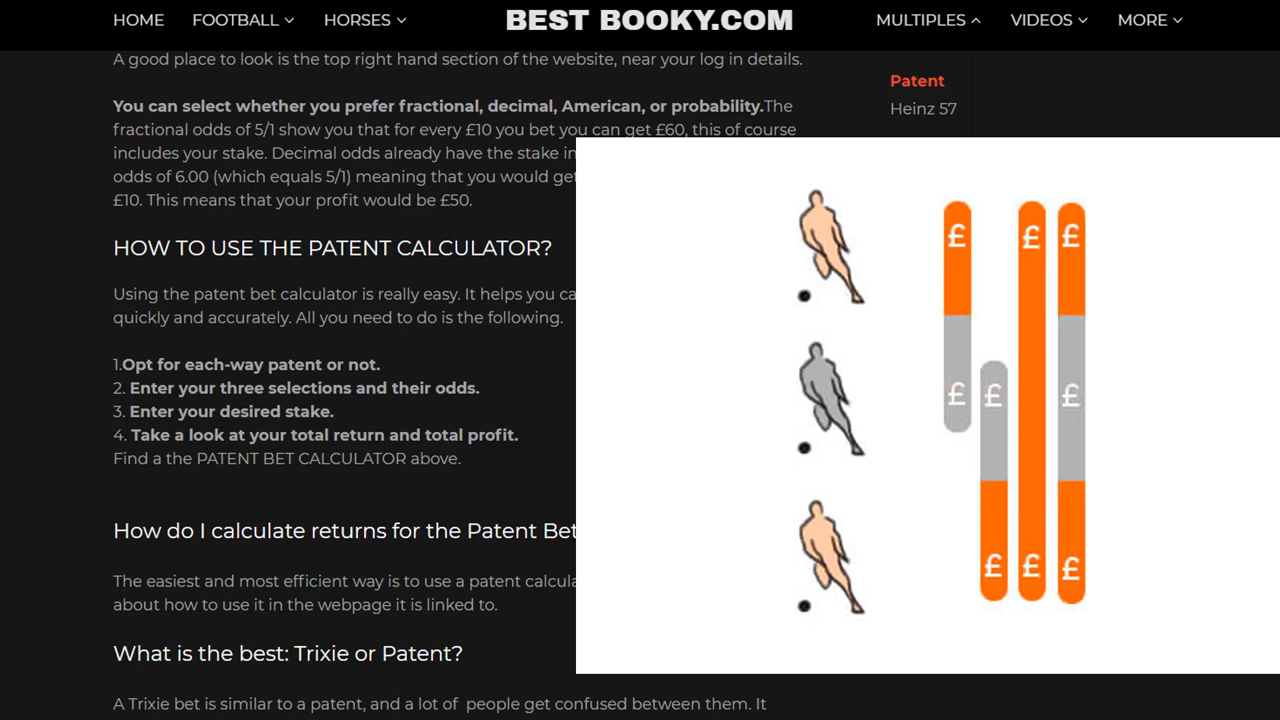 HOME FOOTBALL HORSES BEST BOOKY.COM MULTIPLES VIDEOS MORE
A good place to look is the top right hand section of the website, near your log in details.
Patent
Heinz 57
You can select whether you prefer fractional, decimal, American, or probability.The
fractional odds of 5/1 show you that for every £10 you bet you can get £60, this of course
includes your stake. Decimal odds already have the stake in
odds of 6.00 (which equals 5/1) meaning that you would get
£10. This means that your profit would be £50.
HOW TO USE THE PATENT CALCULATOR?
Using the patent bet calculator is really easy. It helps you ca
quickly and accurately. All you need to do is the following.
1.Opt for each-way patent or not.
2. Enter your three selections and their odds.
3. Enter your desired stake.
4. Take a look at your total return and total profit.
Find a the PATENT BET CALCULATOR above.
How do I calculate returns for the Patent Bet
The easiest and most efficient way is to use a patent calcula
about how to use it in the webpage it is linked to.
What is the best: Trixie or Patent?
A Trixie bet is similar to a patent, and a lot of people get confused between them. It
£ £ £
£ £ £ £
£ £ £